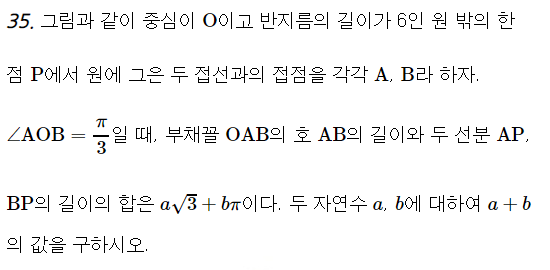 35. 그림과 같이 중심이 O이고 반지름의 길이가 6인 원 밖의 한
점 P에서 원에 그은 두 접선과의 접점을 각각 A, B라 하자.
∠AOB = π/3일 때, 부채꼴 OAB의 호 AB의 길이와 두 선분 AP,
BP의 길이의 합은 a√3 + bπ이다. 두 자연수 a, b에 대하여 a + b
의 값을 구하시오.